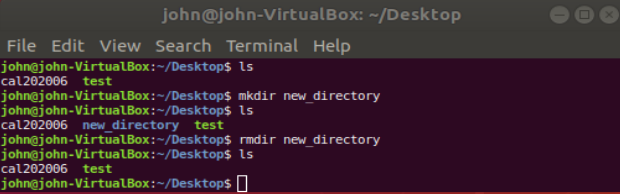 john@john-VirtualBox: ~/Desktop
File Edit View Search Terminal Help
john@john-VirtualBox:~/Desktop$ ls
cal202006  test
john@john-VirtualBox:~/Desktop$ mkdir new_directory
john@john-VirtualBox:~/Desktop$ ls
cal202006  new_directory  test
john@john-VirtualBox:~/Desktop$ rmdir new_directory
john@john-VirtualBox:~/Desktop$ ls
cal202006  test
john@john-VirtualBox:~/Desktop$